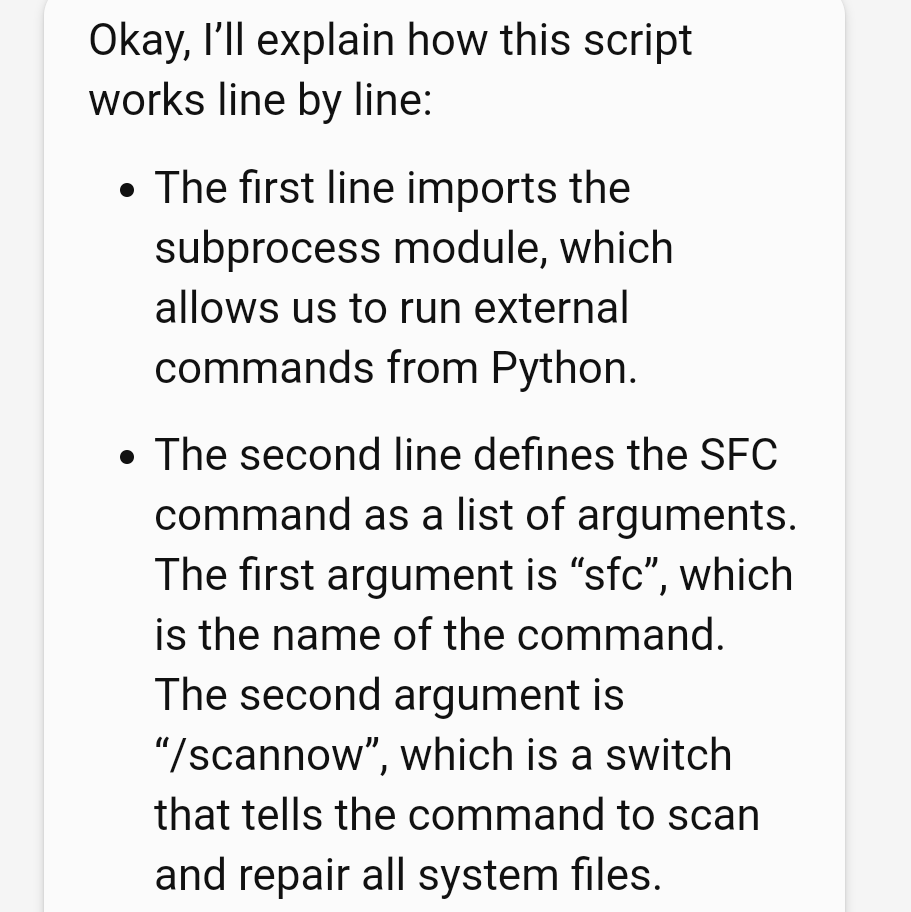 Okay, I’ll explain how this script
works line by line:
• The first line imports the
subprocess module, which
allows us to run external
commands from Python.
• The second line defines the SFC
command as a list of arguments.
The first argument is “sfc”, which
is the name of the command.
The second argument is
“/scannow”, which is a switch
that tells the command to scan
and repair all system files.